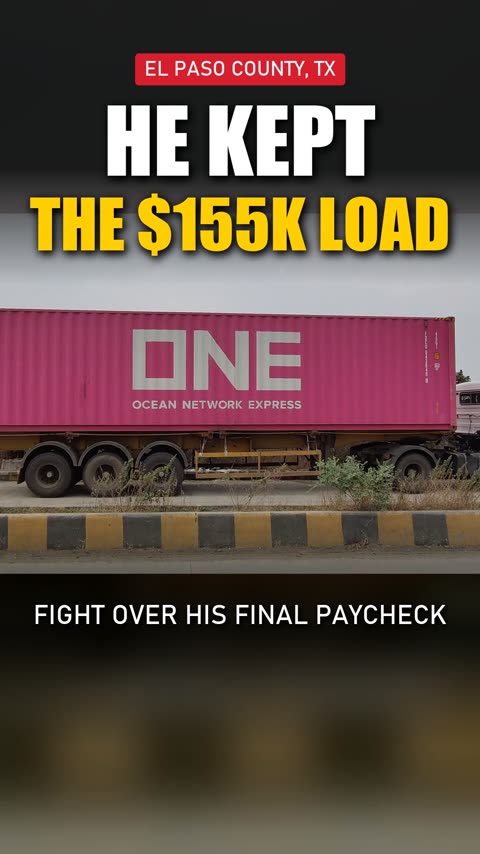 EL PASO COUNTY, TX
HE KEPT
THE $155K LOAD
ONE
OCEAN NETWORK EXPRESS
FIGHT OVER HIS FINAL PAYCHECK